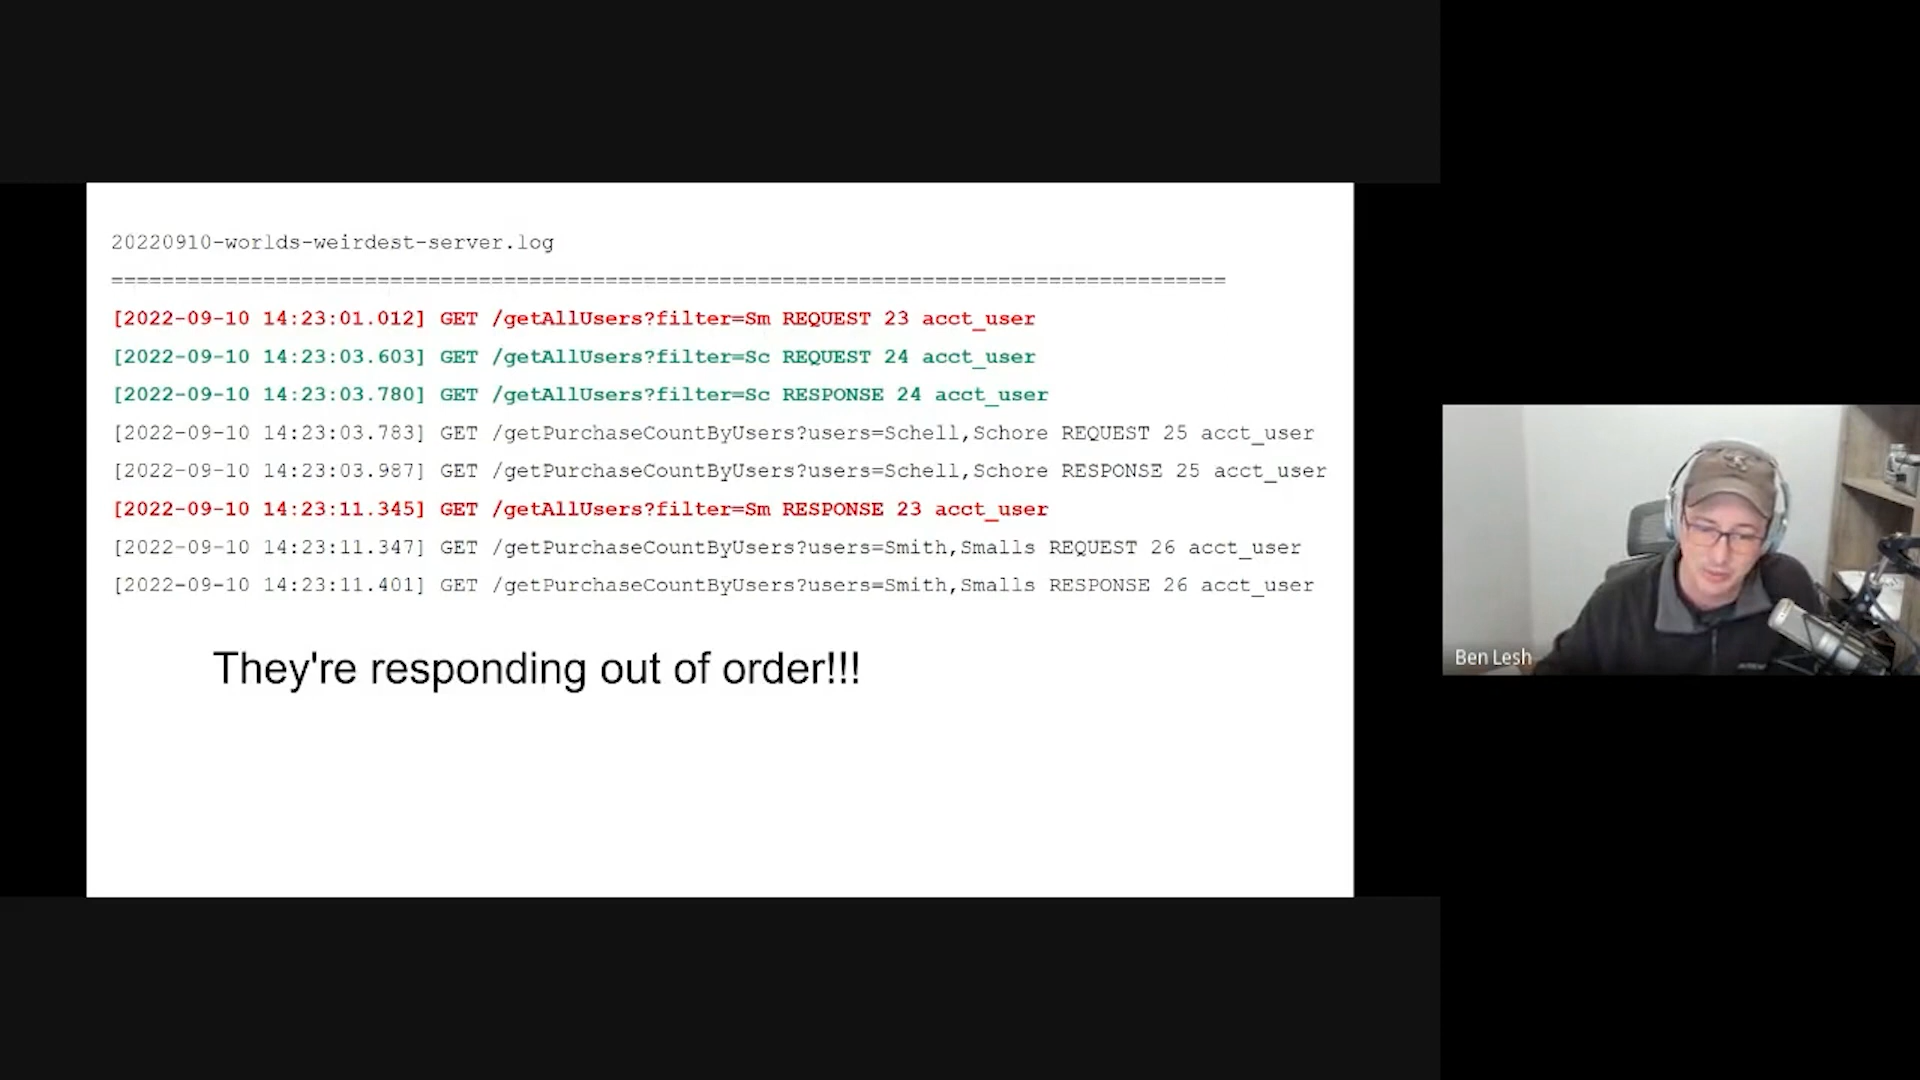 20220910-worlds-weirdest-server.log
=======================================================================================
[2022-09-10 14:23:01.012] GET /getAllUsers?filter=Sm REQUEST 23 acct_user
[2022-09-10 14:23:03.603] GET /getAllUsers?filter=Sc REQUEST 24 acct_user
[2022-09-10 14:23:03.780] GET /getAllUsers?filter=Sc RESPONSE 24 acct_user
[2022-09-10 14:23:03.783] GET /getPurchaseCountByUsers?users=Schell,Schore REQUEST 25 acct_user
[2022-09-10 14:23:03.987] GET /getPurchaseCountByUsers?users=Schell,Schore RESPONSE 25 acct_user
[2022-09-10 14:23:11.345] GET /getAllUsers?filter=Sm RESPONSE 23 acct_user
[2022-09-10 14:23:11.347] GET /getPurchaseCountByUsers?users=Smith,Smalls REQUEST 26 acct_user
[2022-09-10 14:23:11.401] GET /getPurchaseCountByUsers?users=Smith,Smalls RESPONSE 26 acct_user
They're responding out of order!!!
Ben Lesh